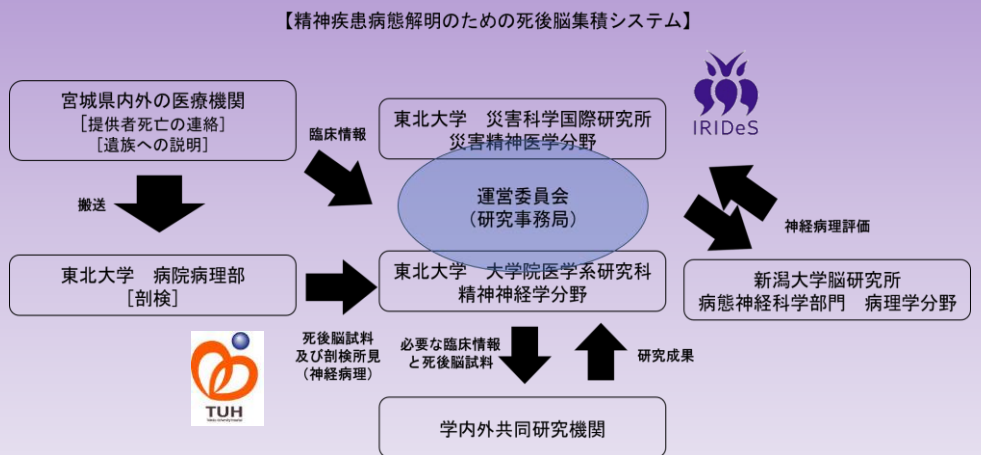 【精神疾患病態解明のための死後脳集積システム】
宮城県内外の医療機関
［提供者死亡の連絡］
［遺族への説明］
臨床情報
東北大学　災害科学国際研究所
災害精神医学分野
IRIDeS
搬送
運営委員会
（研究事務局）
神経病理評価
東北大学　病院病理部
［剖検］
東北大学　大学院医学系研究科
精神神経学分野
新潟大学脳研究所
病態神経科学部門　病理学分野
死後脳試料
及び剖検所見
（神経病理）
必要な臨床情報
と死後脳試料
研究成果
TUH
学内外共同研究機関